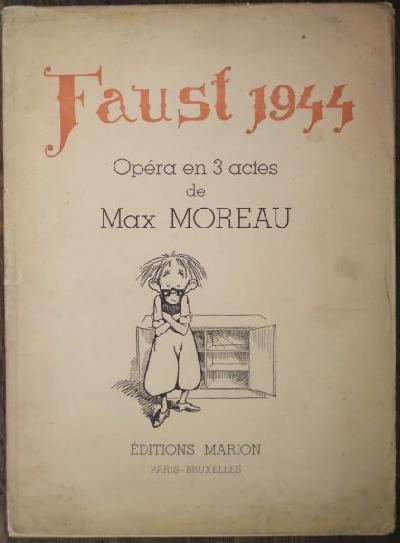 Faust 1944
Opéra en 3 actes
de
Max MOREAU
ÉDITIONS MARION
PARIS-BRUXELLES